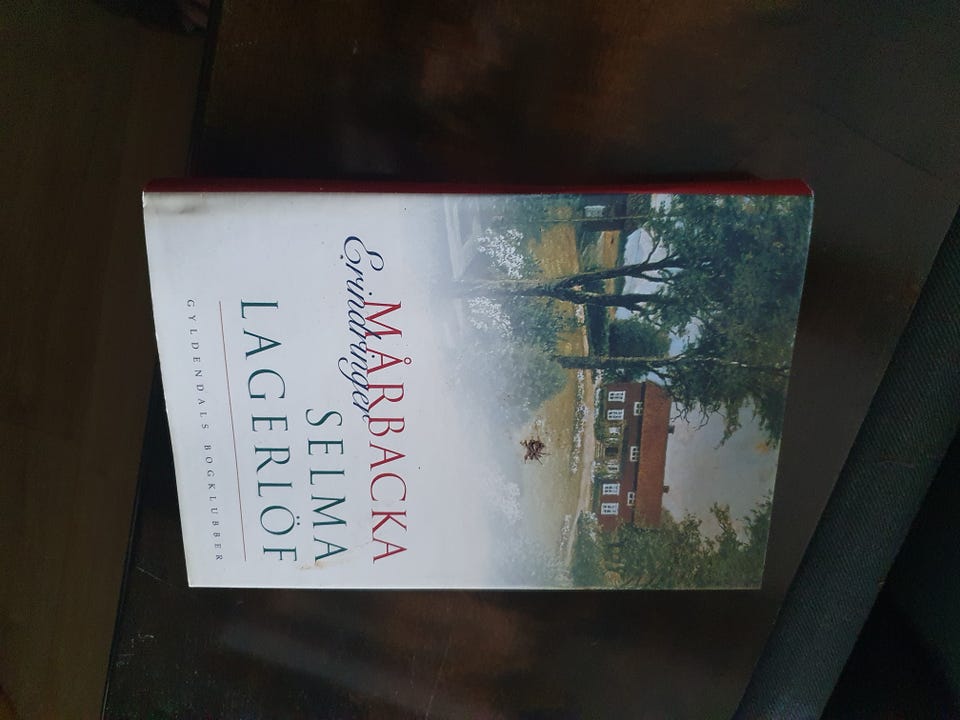 MÅRBACKA
Erindringer
SELMA
LAGERLÖF
GYLDENDALS BOGKLUBBER